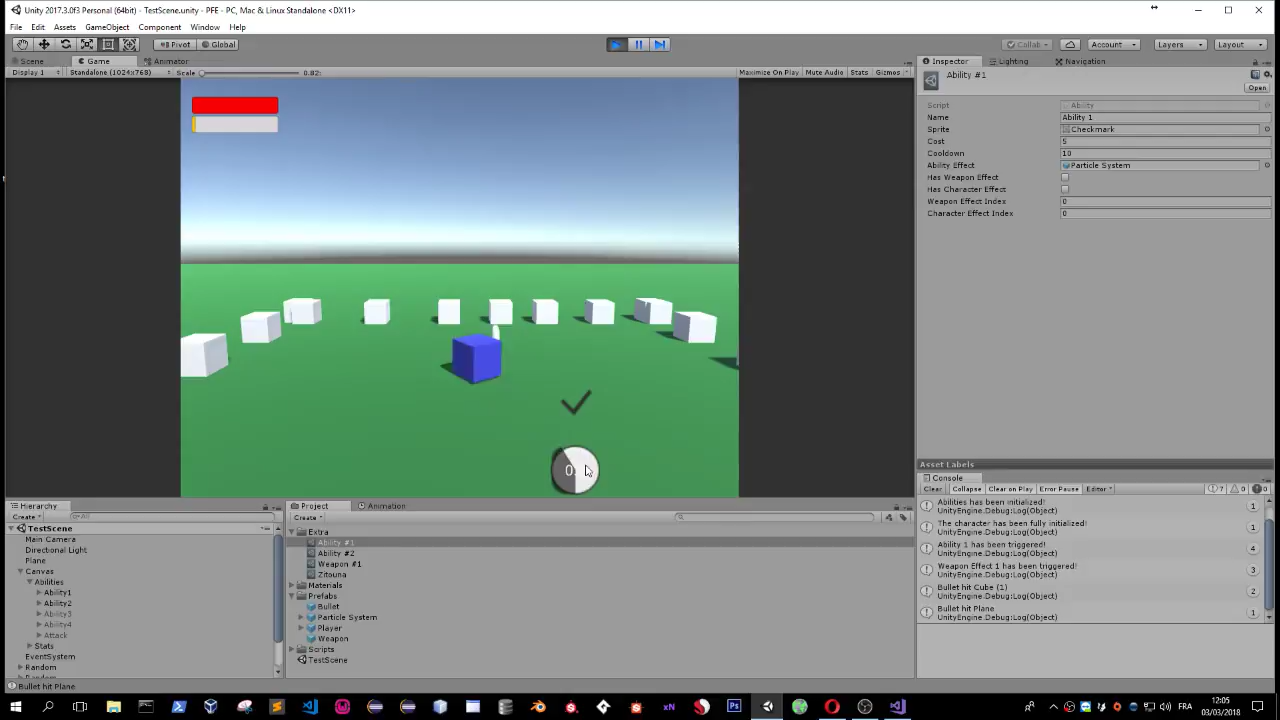 Unity 2017.3.0f3 Personal (64bit) - TestScene.unity - PFE - PC, Mac & Linux Standalone <DX11>
File Edit Assets GameObject Component Window Help
Pivot Global Collab Account Layers Layout
Scene Game Animator
Display 1 Standalone (1024x768) Scale 0.82: Maximize On Play Mute Audio Stats Gizmos
Inspector Lighting Navigation
Ability #1
Open
Script Ability
Name Ability 1
Sprite Checkmark
Cost 5
Cooldown 10
Ability Effect Particle System
Has Weapon Effect
Has Character Effect
Weapon Effect Index 0
Character Effect Index 0
0
Asset Labels
Console
Clear Collapse Clear on Play Error Pause Editor 7 0 0
Abilities has been initialized!
UnityEngine.Debug:Log(Object)
1
The character has been fully initialized!
UnityEngine.Debug:Log(Object)
1
Ability 1 has been triggered!
UnityEngine.Debug:Log(Object)
4
Weapon Effect 1 has been triggered!
UnityEngine.Debug:Log(Object)
3
Bullet hit Cube (1)
UnityEngine.Debug:Log(Object)
2
Bullet hit Plane
UnityEngine.Debug:Log(Object)
1
Hierarchy
Create All
TestScene
Main Camera
Directional Light
Plane
Canvas
Abilities
Ability1
Ability2
Ability3
Ability4
Attack
Stats
EventSystem
Random
Project Animation
Create
Extra
Ability #1
Ability #2
Weapon #1
Zitouna
Materials
Prefabs
Bullet
Particle System
Player
Weapon
Scripts
TestScene
Bullet hit Plane
xN
Ps
FRA
12:05
03/03/2018